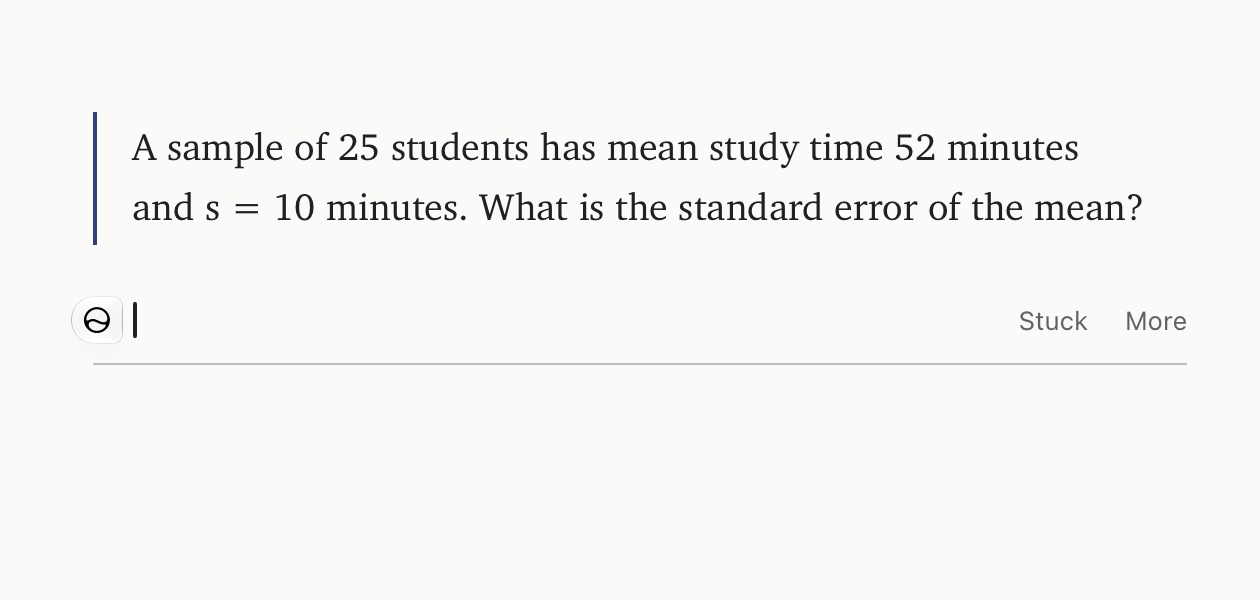 A sample of 25 students has mean study time 52 minutes
and s = 10 minutes. What is the standard error of the mean?
Stuck More